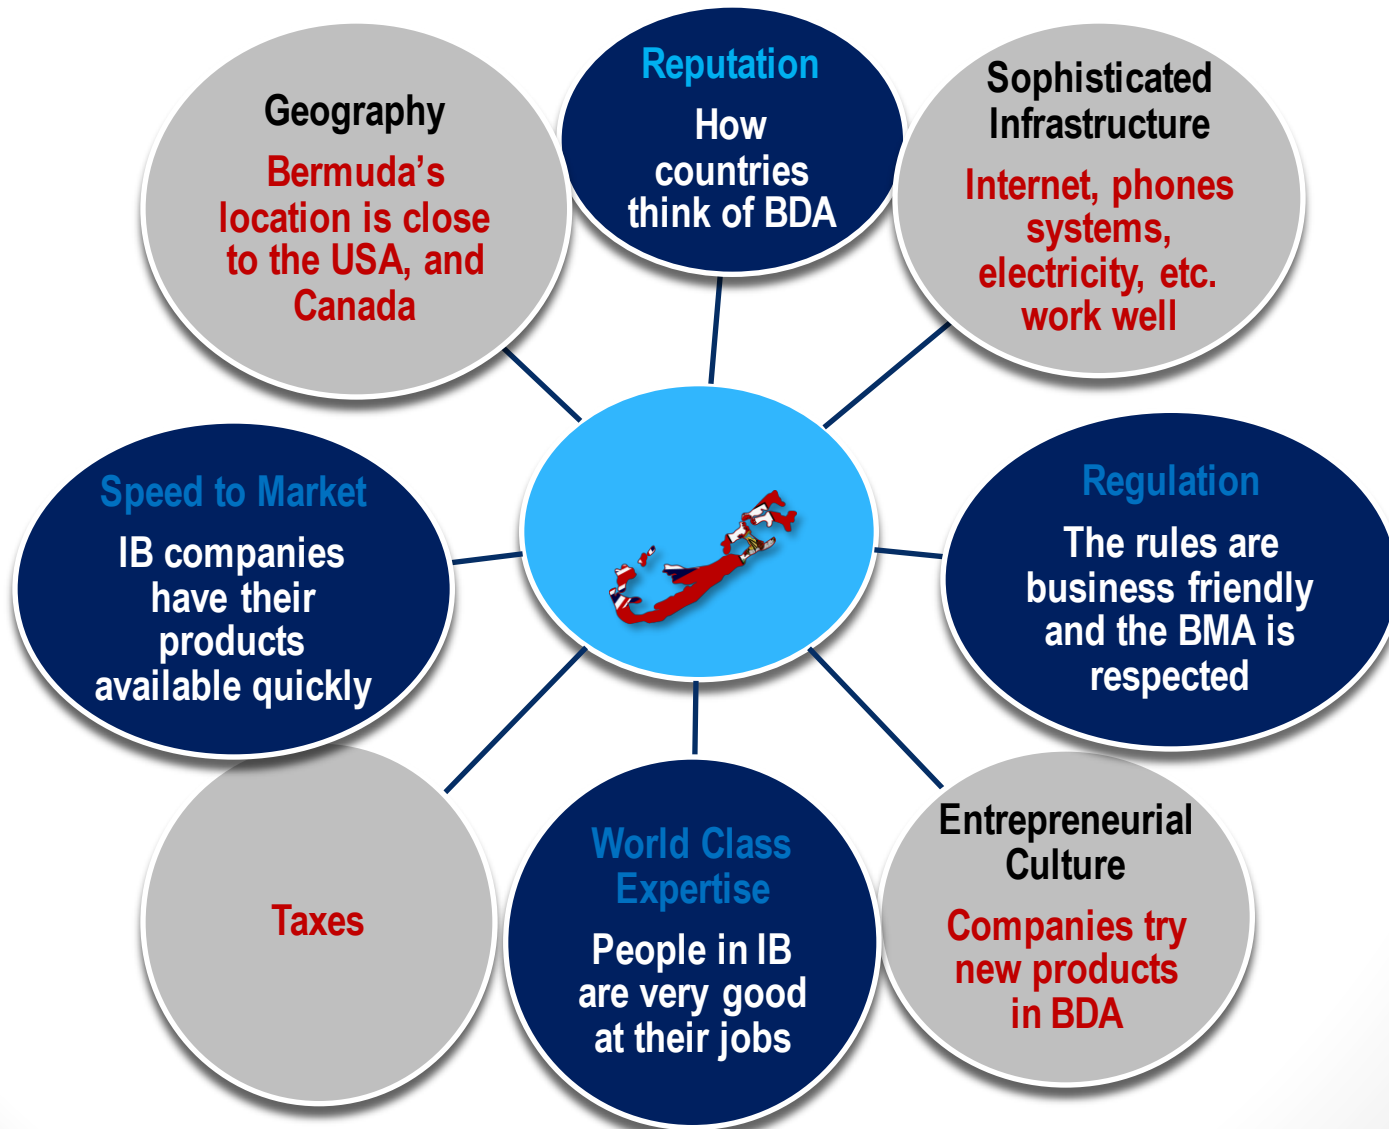 Geography
Bermuda’s
location is close
to the USA, and
Canada
Reputation
How
countries
think of BDA
Sophisticated
Infrastructure
Internet, phones
systems,
electricity, etc.
work well
Speed to Market
IB companies
have their
products
available quickly
Regulation
The rules are
business friendly
and the BMA is
respected
Taxes
World Class
Expertise
People in IB
are very good
at their jobs
Entrepreneurial
Culture
Companies try
new products
in BDA